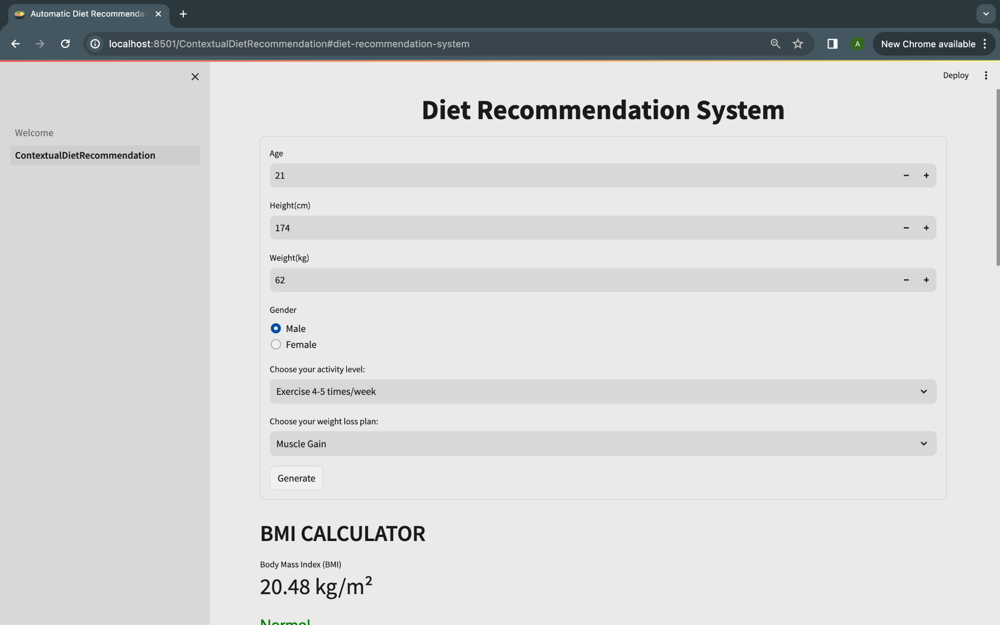 Automatic Diet Recommenda
localhost:8501/ContextualDietRecommendation#diet-recommendation-system
A
New Chrome available
Deploy
Welcome
ContextualDietRecommendation
Diet Recommendation System
Age
21
Height(cm)
174
Weight(kg)
62
Gender
Male
Female
Choose your activity level:
Exercise 4-5 times/week
Choose your weight loss plan:
Muscle Gain
Generate
BMI CALCULATOR
Body Mass Index (BMI)
20.48 kg/m²
Normal